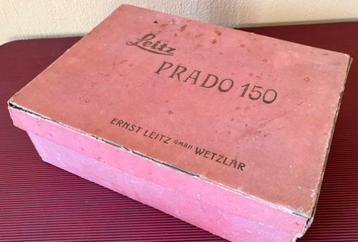 Leitz
PRADO 150
ERNST LEITZ GMBH WETZLAR